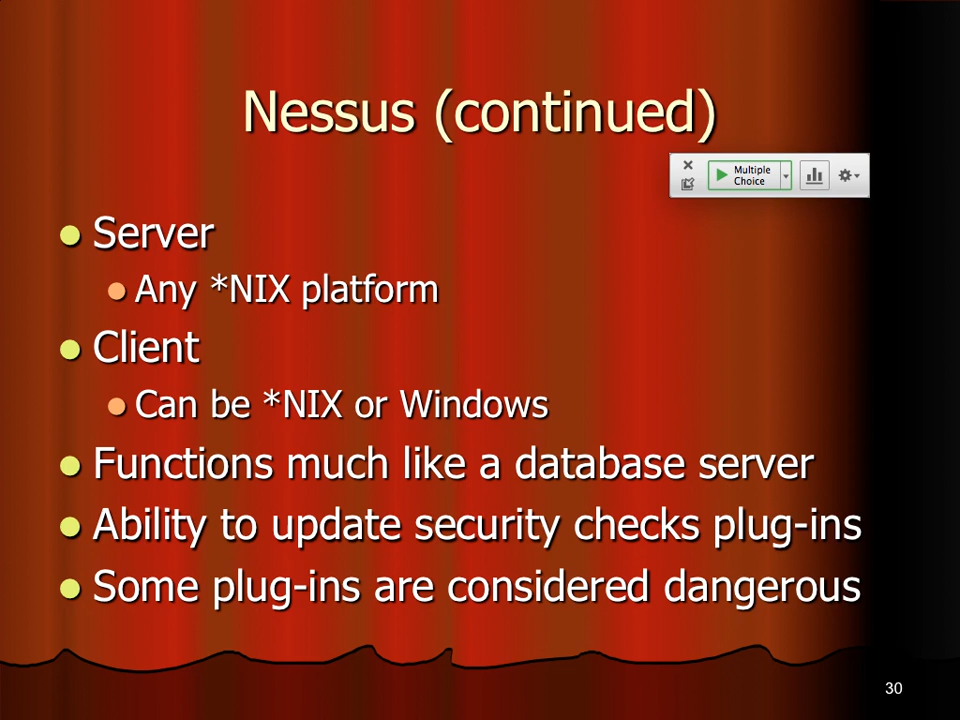 Nessus (continued)
Multiple
Choice
Server
Any *NIX platform
Client
Can be *NIX or Windows
Functions much like a database server
Ability to update security checks plug-ins
Some plug-ins are considered dangerous
30